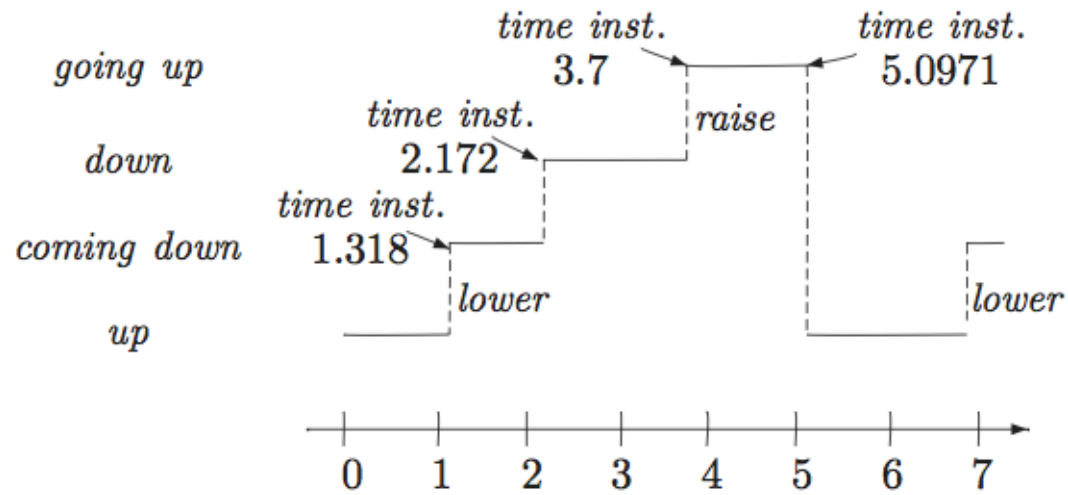 time inst. time inst.
going up 3.7 5.0971
time inst. raise
down 2.172
time inst.
coming down 1.318
lower lower
up
0 1 2 3 4 5 6 7